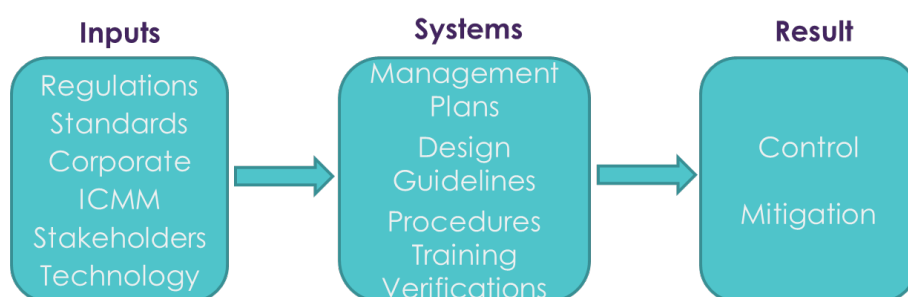 Inputs
Regulations
Standards
Corporate
ICMM
Stakeholders
Technology
Systems
Management
Plans
Design
Guidelines
Procedures
Training
Verifications
Result
Control
Mitigation